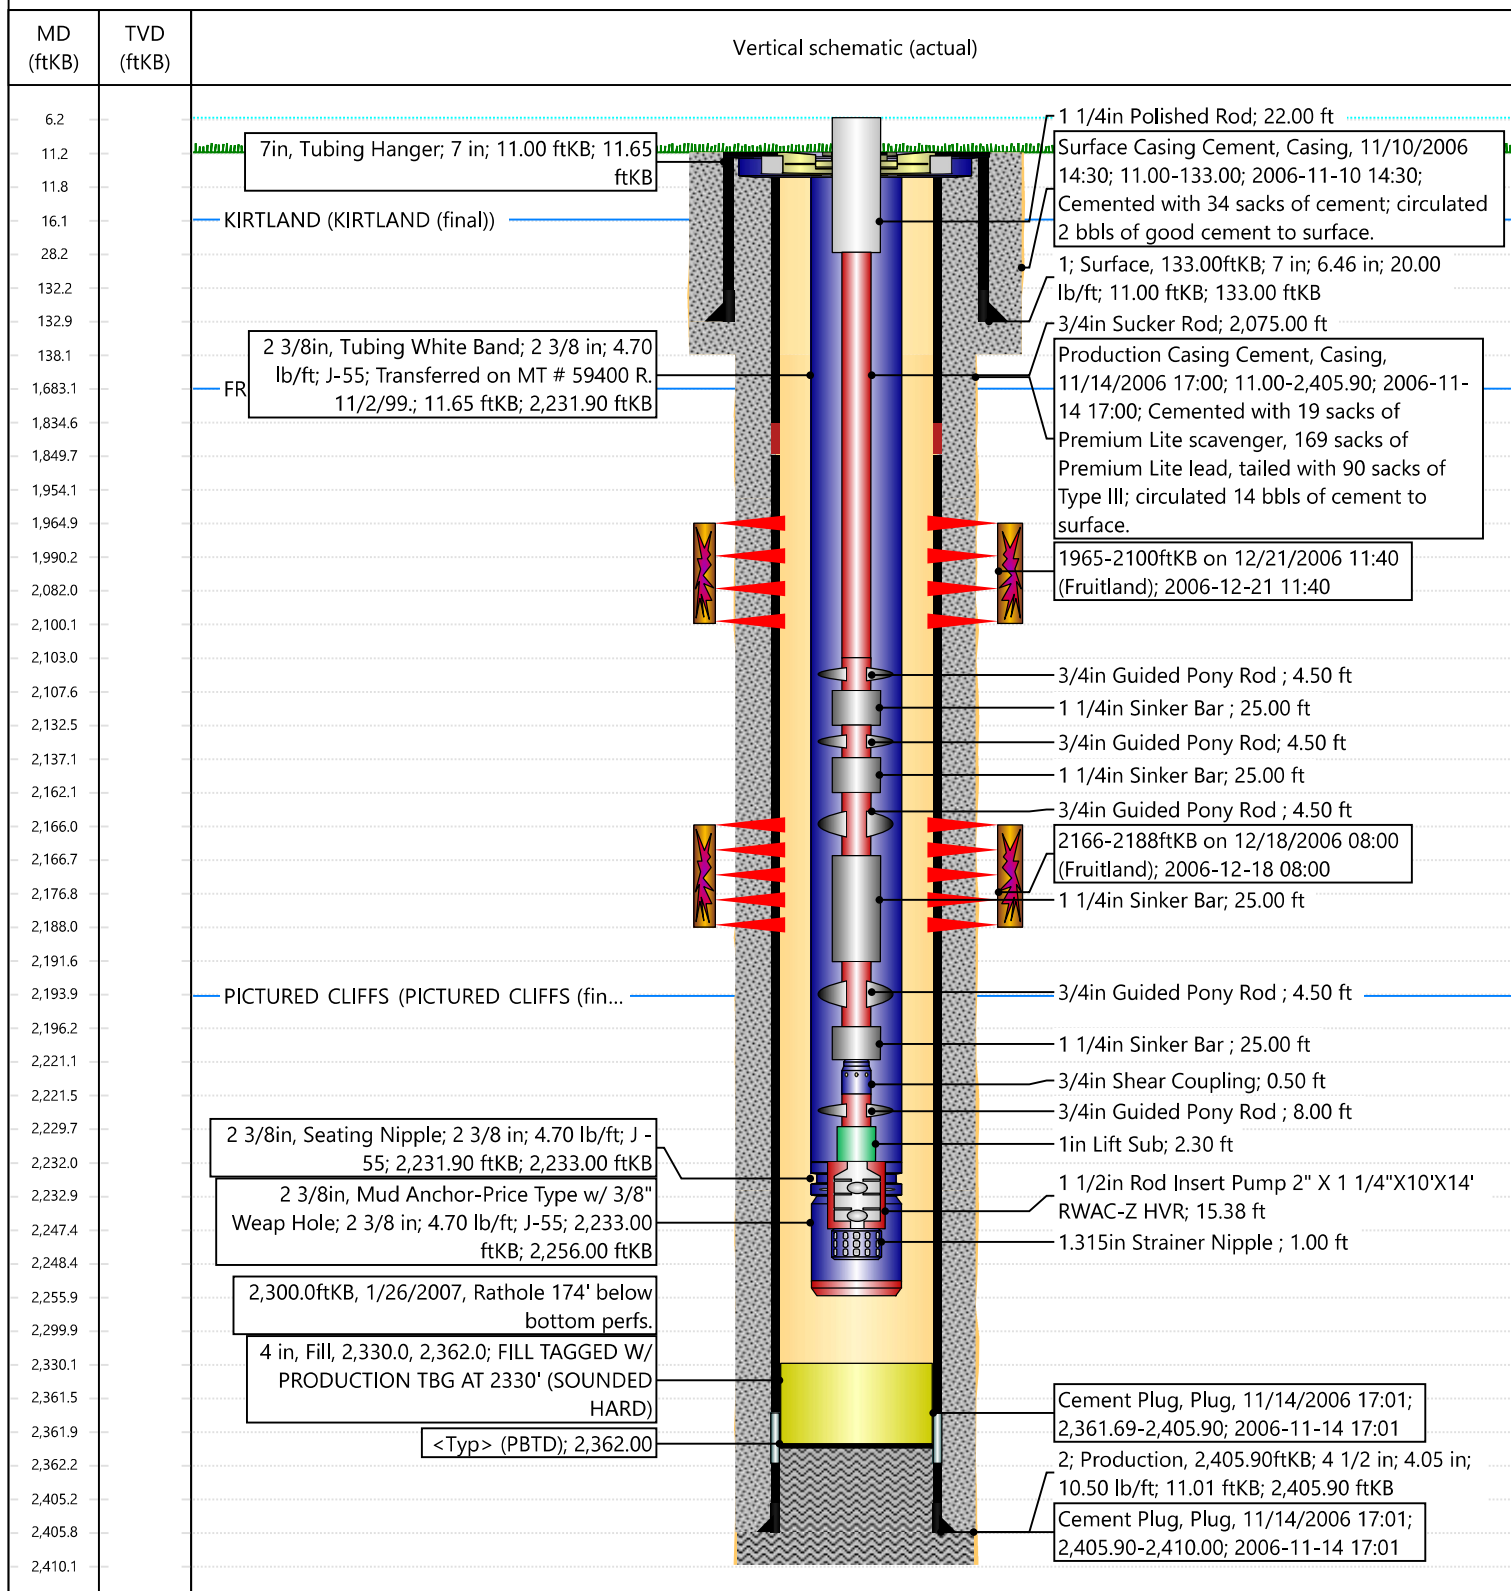 MD
(ftKB)
TVD
(ftKB)
Vertical schematic (actual)
6.2
11.2
11.8
16.1
28.2
132.2
132.9
138.1
1,683.1
1,834.6
1,849.7
1,954.1
1,964.9
1,990.2
2,082.0
2,100.1
2,103.0
2,107.6
2,132.5
2,137.1
2,162.1
2,166.0
2,166.7
2,176.8
2,188.0
2,191.6
2,193.9
2,196.2
2,221.1
2,221.5
2,229.7
2,232.0
2,232.9
2,247.4
2,248.4
2,255.9
2,299.9
2,330.1
2,361.5
2,361.9
2,362.2
2,405.2
2,405.8
2,410.1
7in, Tubing Hanger; 7 in; 11.00 ftKB; 11.65
ftKB
KIRTLAND (KIRTLAND (final))
2 3/8in, Tubing White Band; 2 3/8 in; 4.70
lb/ft; J-55; Transferred on MT # 59400 R.
11/2/99.; 11.65 ftKB; 2,231.90 ftKB
FR
PICTURED CLIFFS (PICTURED CLIFFS (fin...
2 3/8in, Seating Nipple; 2 3/8 in; 4.70 lb/ft; J -
55; 2,231.90 ftKB; 2,233.00 ftKB
2 3/8in, Mud Anchor-Price Type w/ 3/8"
Weap Hole; 2 3/8 in; 4.70 lb/ft; J-55; 2,233.00
ftKB; 2,256.00 ftKB
2,300.0ftKB, 1/26/2007, Rathole 174' below
bottom perfs.
4 in, Fill, 2,330.0, 2,362.0; FILL TAGGED W/
PRODUCTION TBG AT 2330' (SOUNDED
HARD)
<Typ> (PBTD); 2,362.00
1 1/4in Polished Rod; 22.00 ft
Surface Casing Cement, Casing, 11/10/2006
14:30; 11.00-133.00; 2006-11-10 14:30;
Cemented with 34 sacks of cement; circulated
2 bbls of good cement to surface.
1; Surface, 133.00ftKB; 7 in; 6.46 in; 20.00
lb/ft; 11.00 ftKB; 133.00 ftKB
3/4in Sucker Rod; 2,075.00 ft
Production Casing Cement, Casing,
11/14/2006 17:00; 11.00-2,405.90; 2006-11-
14 17:00; Cemented with 19 sacks of
Premium Lite scavenger, 169 sacks of
Premium Lite lead, tailed with 90 sacks of
Type III; circulated 14 bbls of cement to
surface.
1965-2100ftKB on 12/21/2006 11:40
(Fruitland); 2006-12-21 11:40
3/4in Guided Pony Rod ; 4.50 ft
1 1/4in Sinker Bar ; 25.00 ft
3/4in Guided Pony Rod; 4.50 ft
1 1/4in Sinker Bar; 25.00 ft
3/4in Guided Pony Rod ; 4.50 ft
2166-2188ftKB on 12/18/2006 08:00
(Fruitland); 2006-12-18 08:00
1 1/4in Sinker Bar; 25.00 ft
3/4in Guided Pony Rod ; 4.50 ft
1 1/4in Sinker Bar ; 25.00 ft
3/4in Shear Coupling; 0.50 ft
3/4in Guided Pony Rod ; 8.00 ft
1in Lift Sub; 2.30 ft
1 1/2in Rod Insert Pump 2" X 1 1/4"X10'X14'
RWAC-Z HVR; 15.38 ft
1.315in Strainer Nipple ; 1.00 ft
Cement Plug, Plug, 11/14/2006 17:01;
2,361.69-2,405.90; 2006-11-14 17:01
2; Production, 2,405.90ftKB; 4 1/2 in; 4.05 in;
10.50 lb/ft; 11.01 ftKB; 2,405.90 ftKB
Cement Plug, Plug, 11/14/2006 17:01;
2,405.90-2,410.00; 2006-11-14 17:01